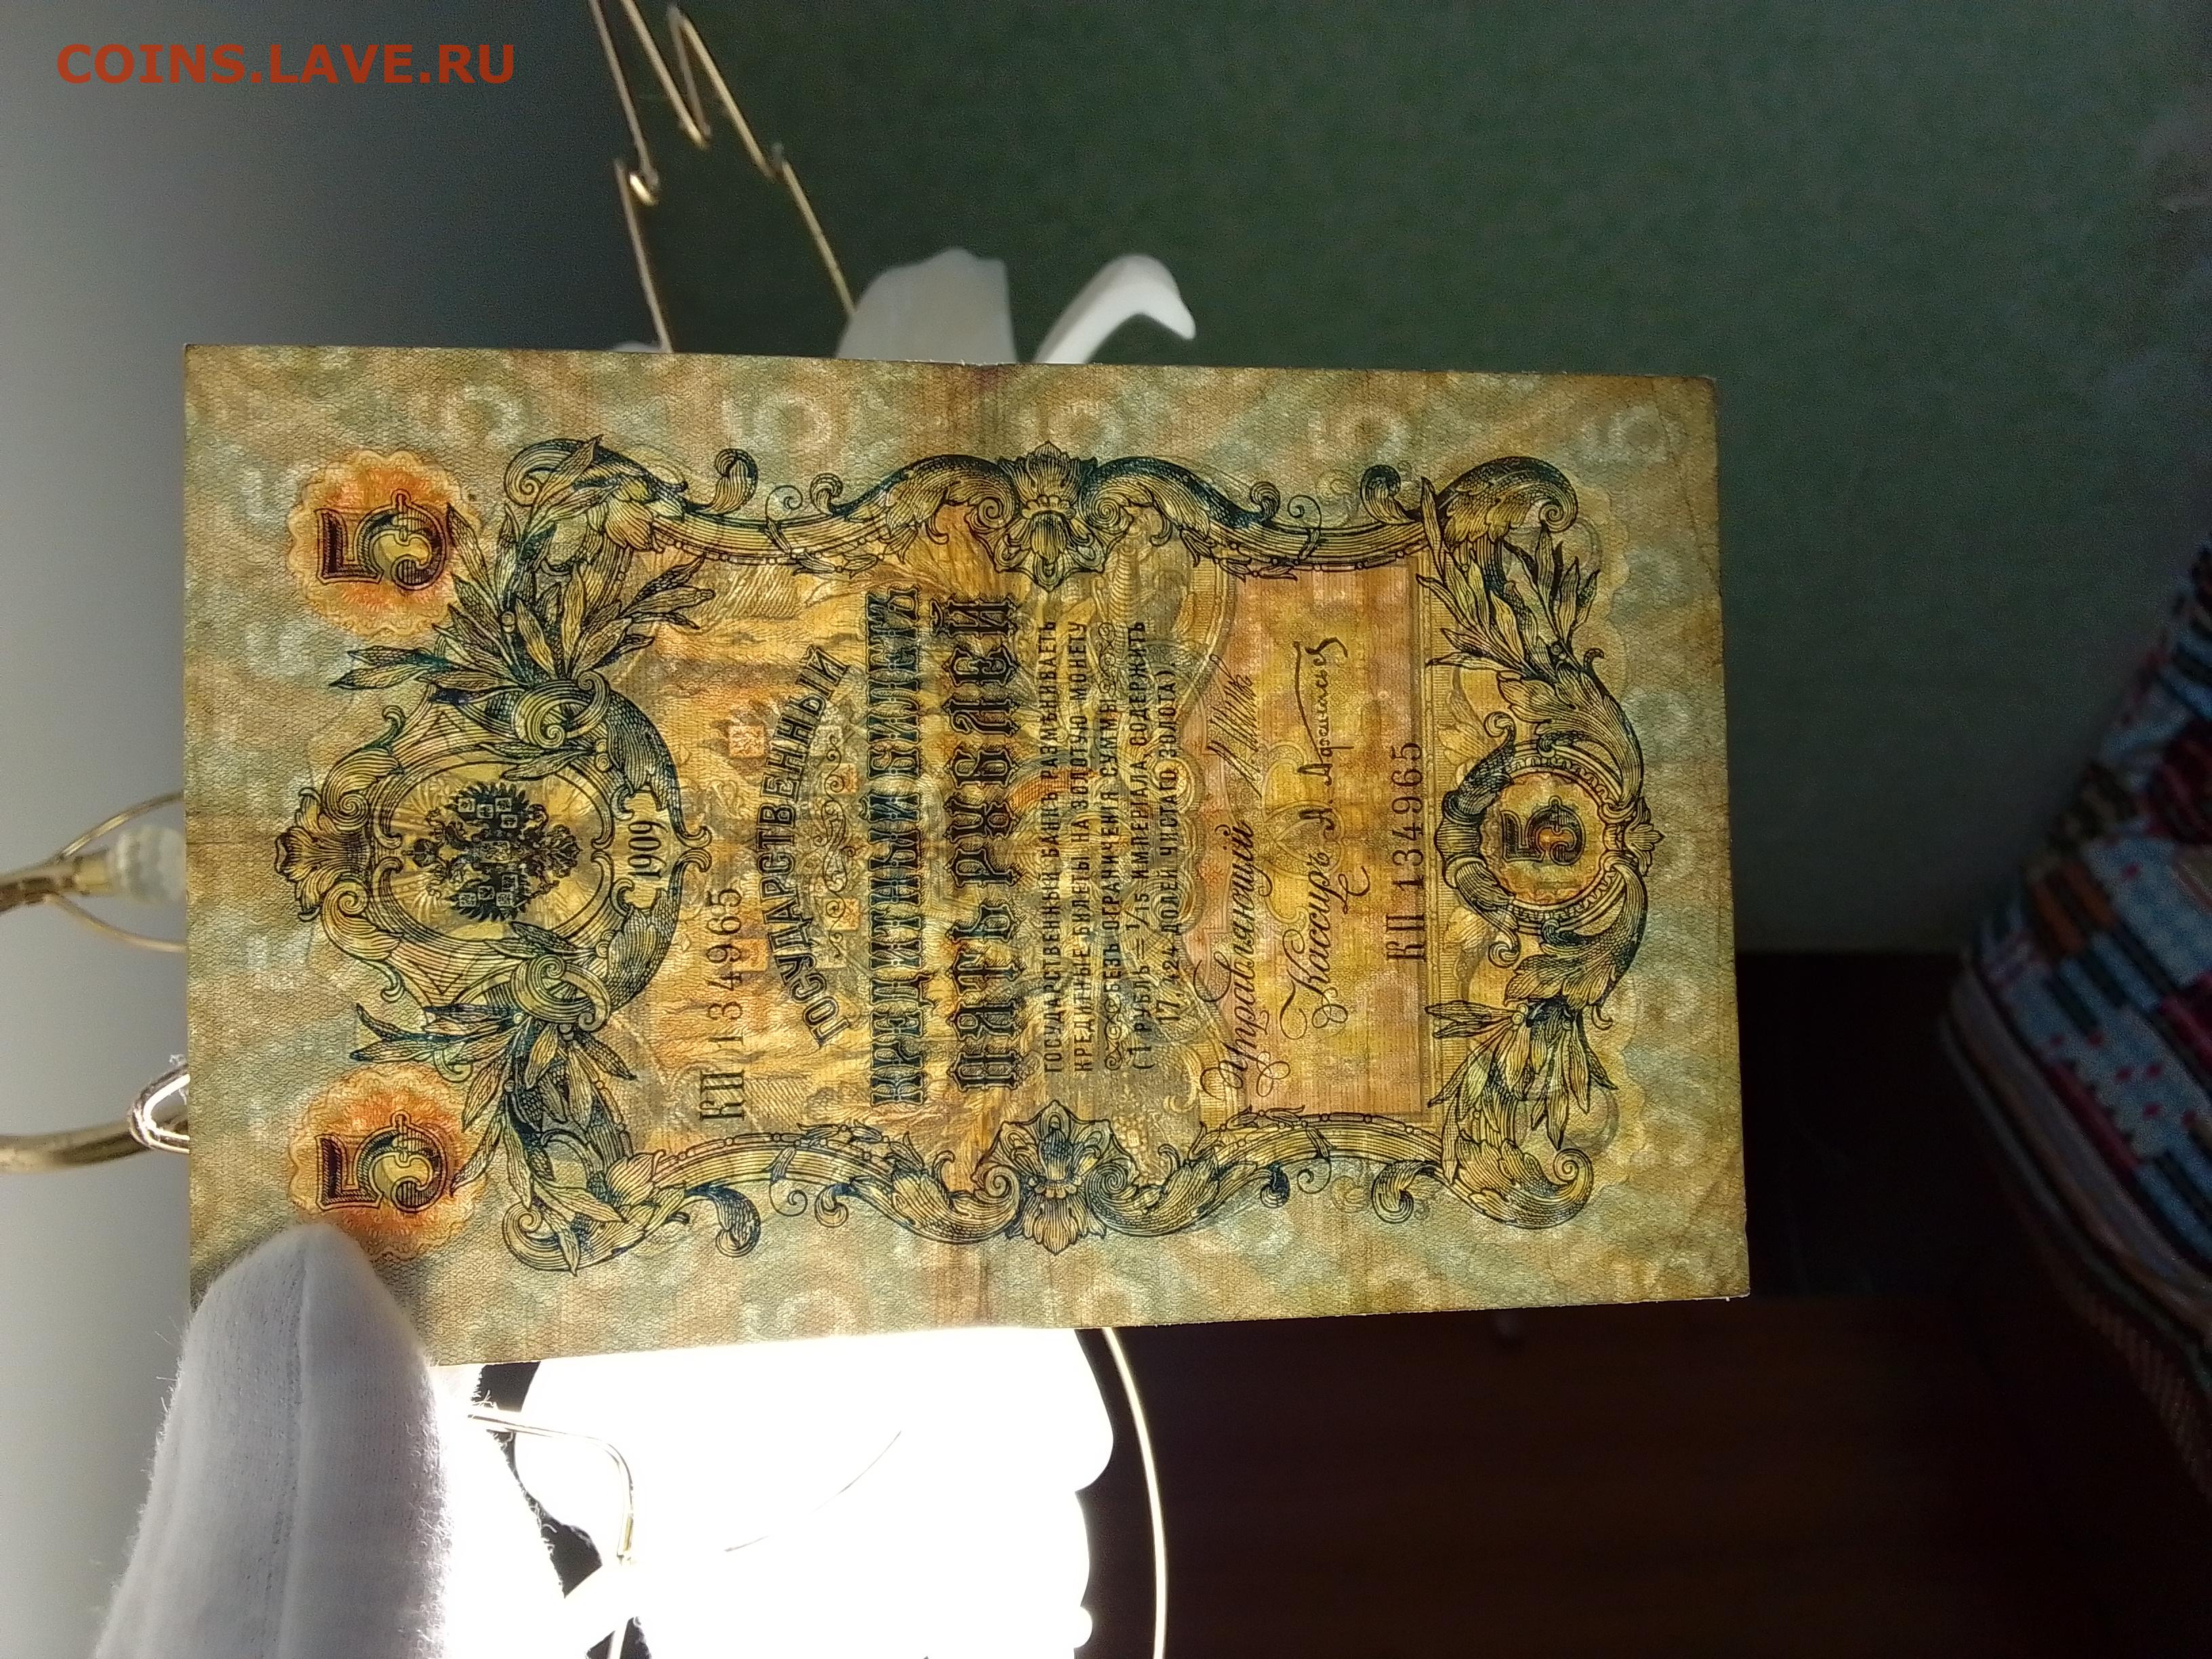 COINS.LAVE.RU
5
5
1909
КП 134965
ГОСУДАРСТВЕННЫЙ
КРЕДИТНЫЙ БИЛЕТЪ
ПЯТЬ РУБЛЕЙ
ГОСУДАРСТВЕННЫЙ БАНКЪ РАЗМѢНИВАЕТЪ
КРЕДИТНЫЕ БИЛЕТЫ НА ЗОЛОТУЮ МОНЕТУ
БЕЗЪ ОГРАНИЧЕНІЯ СУММЫ
(1 РУБЛЬ = 1/15 ИМПЕРІАЛА, СОДЕРЖИТЪ
17,424 ДОЛЕЙ ЧИСТАГО ЗОЛОТА)
Управляющій
Кассиръ
КП 134965
5